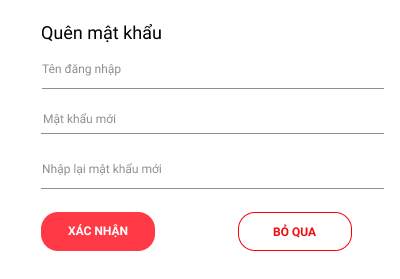 Quên mật khẩu
Tên đăng nhập
Mật khẩu mới
Nhập lại mật khẩu mới
XÁC NHẬN
BỎ QUA